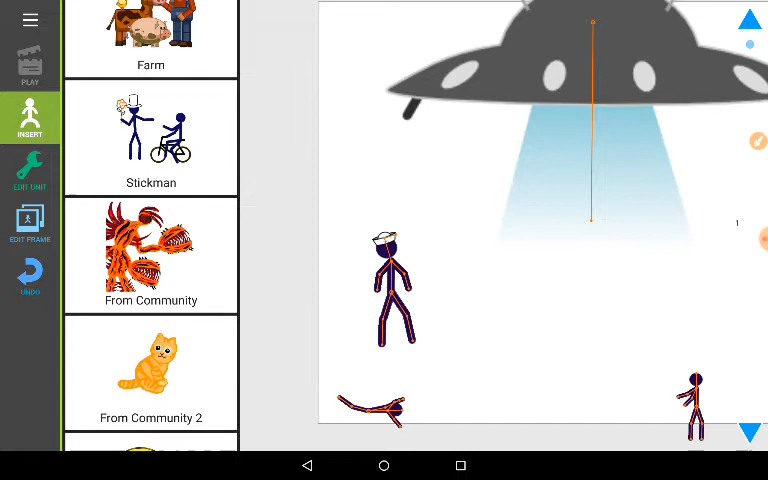 PLAY
INSERT
EDIT UNIT
EDIT FRAME
UNDO
Farm
Stickman
From Community
From Community 2
1